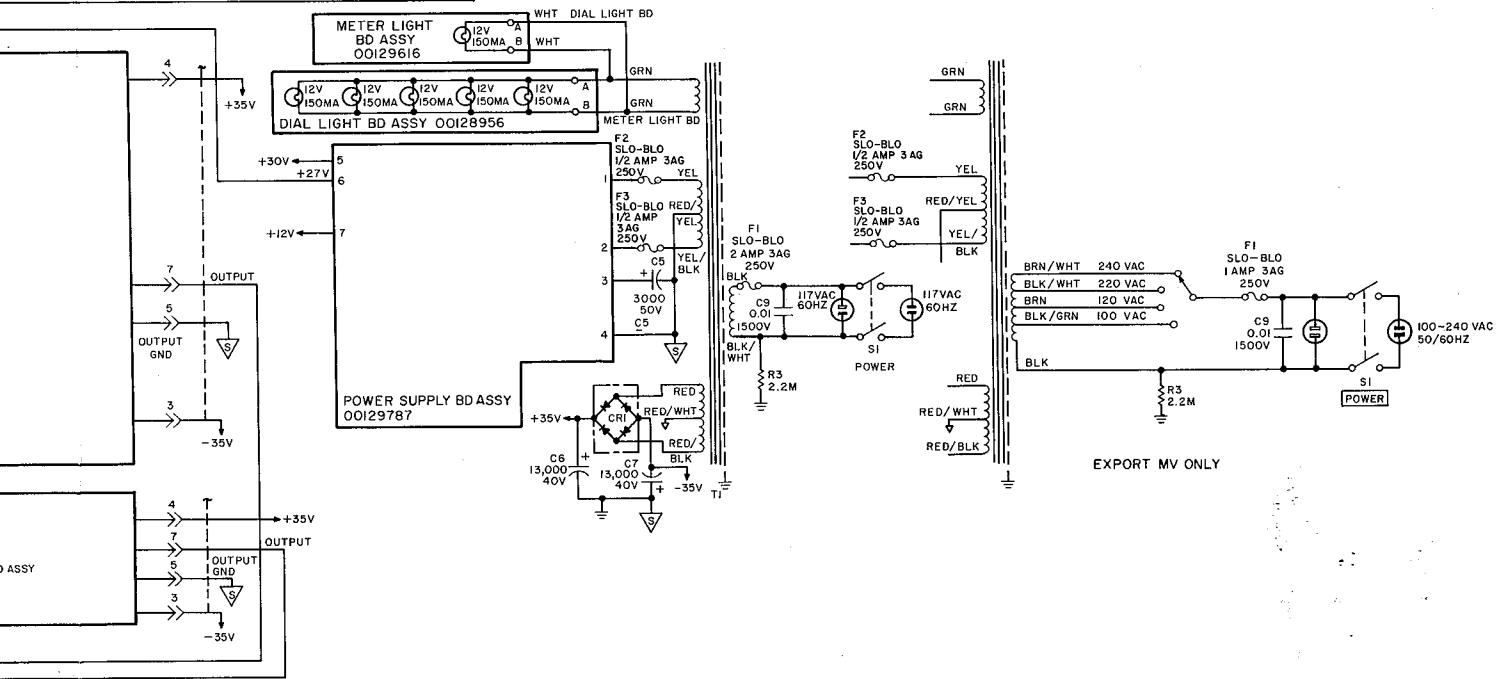 WHT DIAL LIGHT BD
METER LIGHT
BD ASSY
00129616
12V
150MA
A
B
WHT
4
+35V
GRN
12V
150MA
12V
150MA
12V
150MA
12V
150MA
12V
150MA
A
B
GRN
DIAL LIGHT BD ASSY 00128956
METER LIGHT BD
+30V
5
+27V
6
+12V
7
1
2
3
4
F2
SLO-BLO
1/2 AMP 3AG
250V
YEL
F3
SLO-BLO
1/2 AMP
3AG
250V
RED/
YEL
YEL/
BLK
C5
+
3000
50V
C5
S
POWER SUPPLY BD ASSY
00129787
7
OUTPUT
5
OUTPUT
GND
S
3
-35V
+35V
CR1
RED
RED/WHT
RED/
BLK
C6
13,000
40V
+
C7
13,000
40V
+
-35V
S
T1
F1
SLO-BLO
2 AMP 3AG
250V
BLK
C9
0.01
1500V
117VAC
60HZ
117VAC
60HZ
BLK/
WHT
R3
2.2M
S1
POWER
GRN
GRN
F2
SLO-BLO
1/2 AMP 3AG
250V
YEL
RED/YEL
F3
SLO-BLO
1/2 AMP 3AG
250V
YEL/
BLK
RED
RED/WHT
RED/BLK
BRN/WHT 240 VAC
BLK/WHT 220 VAC
BRN 120 VAC
BLK/GRN 100 VAC
BLK
F1
SLO-BLO
1 AMP 3AG
250V
C9
0.01
1500V
100~240 VAC
50/60HZ
R3
2.2M
S1
POWER
EXPORT MV ONLY
4
+35V
7
OUTPUT
D ASSY
5
OUTPUT
GND
S
3
-35V